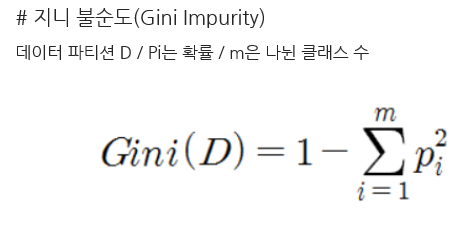 # 지니 불순도(Gini Impurity)
데이터 파티션 D / Pi는 확률 / m은 나뉜 클래스 수
Gini(D) = 1 − ∑_{i=1}^{m} p_i^2